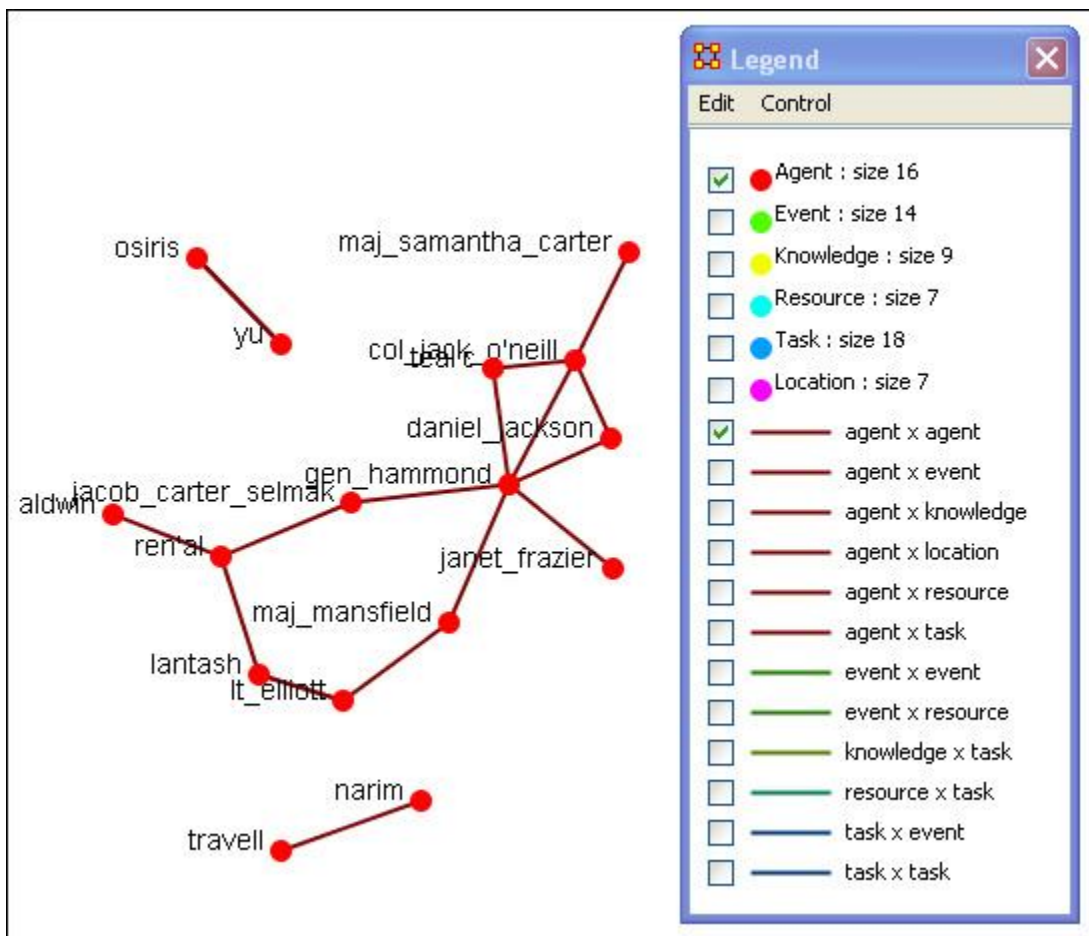 Legend
Edit Control
Agent : size 16
Event : size 14
Knowledge : size 9
Resource : size 7
Task : size 18
Location : size 7
agent x agent
agent x event
agent x knowledge
agent x location
agent x resource
agent x task
event x event
event x resource
knowledge x task
resource x task
task x event
task x task
osiris
maj_samantha_carter
yu
col_jack_o'neill
daniel_jackson
gen_hammond
jacob_carter_selmak
aldwin
ren'al
janet_frazier
maj_mansfield
lantash
lt_elliott
narim
travell